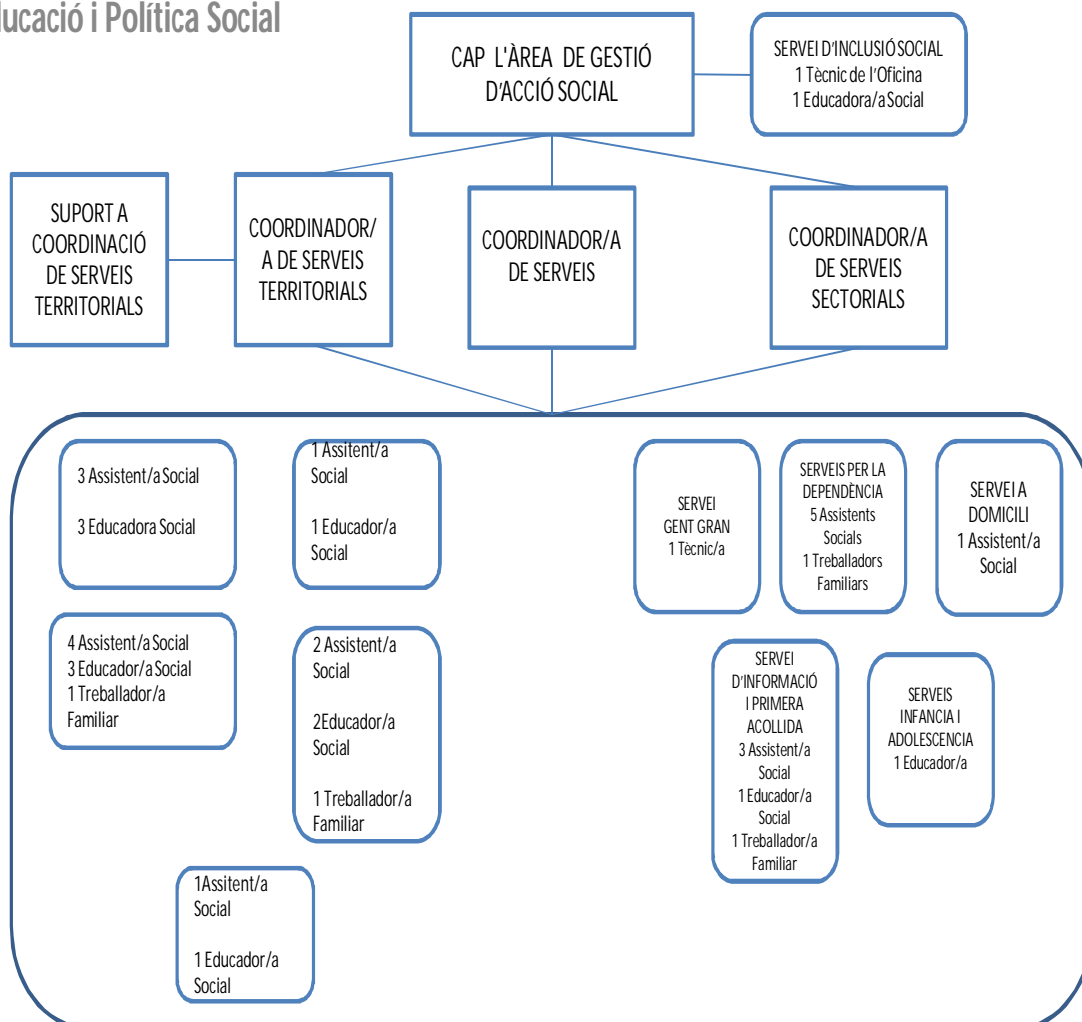 ducació i Política Social
CAP L'ÀREA DE GESTIÓ
D'ACCIÓ SOCIAL
SERVEI D'INCLUSIÓ SOCIAL
1 Tècnic de l'Oficina
1 Educadora/a Social
SUPORT A
COORDINACIÓ
DE SERVEIS
TERRITORIALS
COORDINADOR/
A DE SERVEIS
TERRITORIALS
COORDINADOR/A
DE SERVEIS
COORDINADOR/A
DE SERVEIS
SECTORIALS
3 Assistent/a Social
3 Educadora Social
1 Assitent/a
Social
1 Educador/a
Social
SERVEI
GENT GRAN
1 Tècnic/a
SERVEIS PER LA
DEPENDÈNCIA
5 Assistents
Socials
1 Treballadors
Familiars
SERVEI A
DOMICILI
1 Assistent/a
Social
4 Assistent/a Social
3 Educador/a Social
1 Treballador/a
Familiar
2 Assistent/a
Social
2Educador/a
Social
1 Treballador/a
Familiar
SERVEI
D'INFORMACIÓ
I PRIMERA
ACOLLIDA
3 Assistent/a
Social
1 Educador/a
Social
1 Treballador/a
Familiar
SERVEIS
INFANCIA I
ADOLESCENCIA
1 Educador/a
1Assitent/a
Social
1 Educador/a
Social